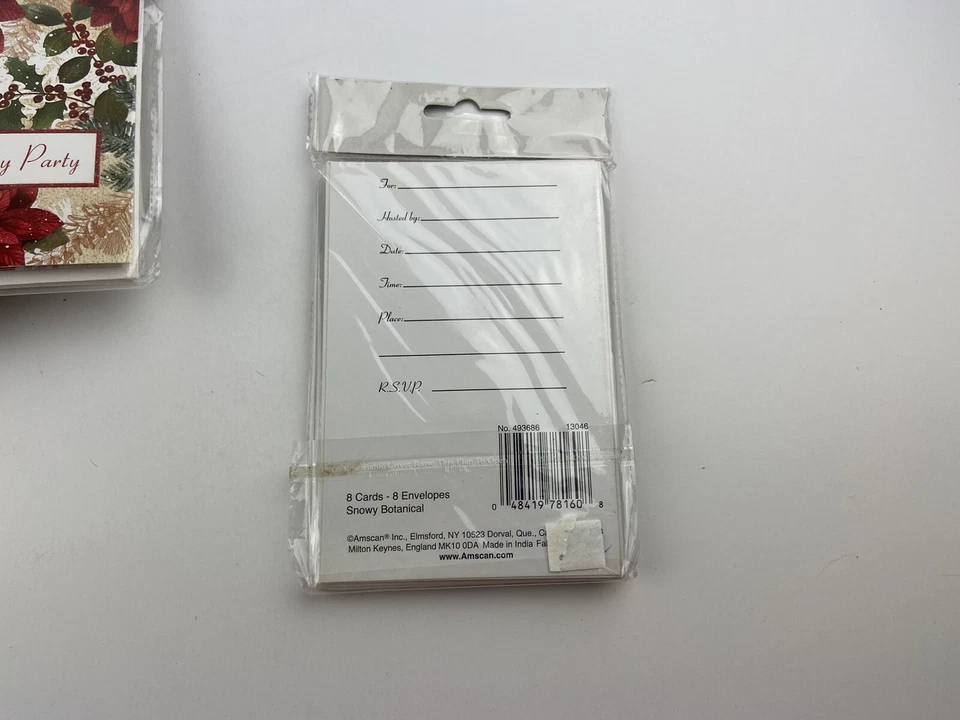 y Party
For:
Hosted by:
Date:
Time:
Place:
R.S.V.P.
No. 493686 13046
0 48419 78160 8
8 Cards - 8 Envelopes
Snowy Botanical
©Amscan® Inc., Elmsford, NY 10523 Dorval, Que.,
Milton Keynes, England MK10 0DA Made in India
www.Amscan.com